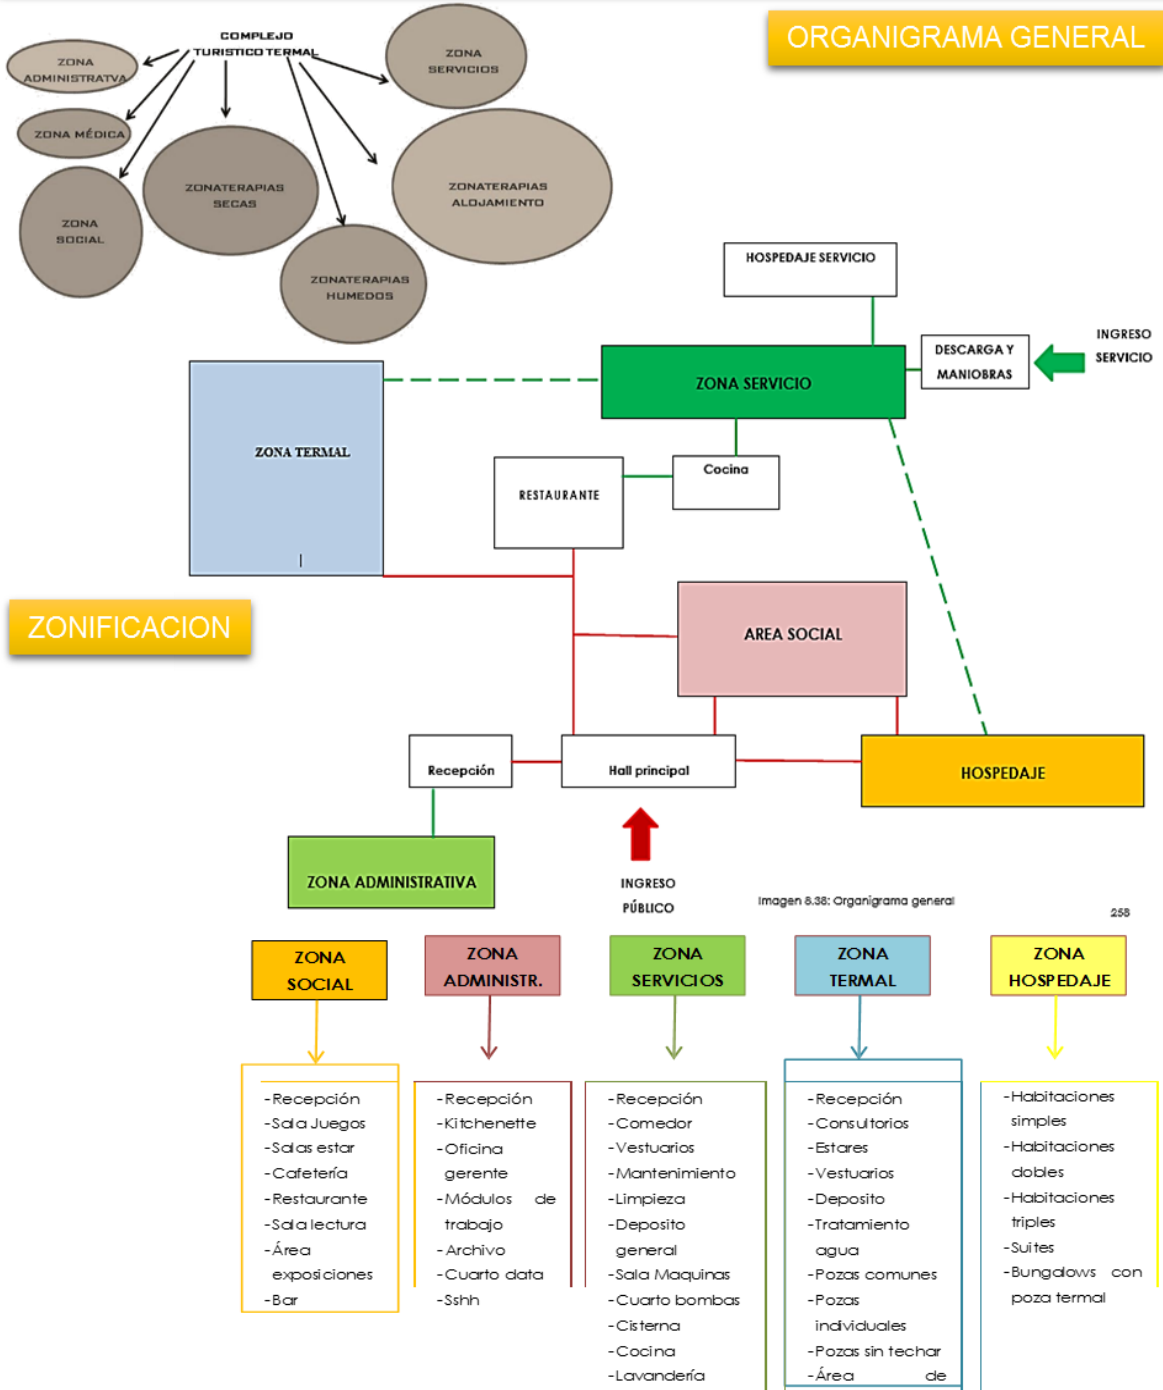 ORGANIGRAMA GENERAL
COMPLEJO
TURISTICO TERMAL
ZONA
ADMINISTRATVA
ZONA MÉDICA
ZONA
SOCIAL
ZONATERAPIAS
SECAS
ZONATERAPIAS
HUMEDOS
ZONATERAPIAS
ALOJAMIENTO
ZONA
SERVICIOS
HOSPEDAJE SERVICIO
INGRESO
SERVICIO
DESCARGA Y
MANIOBRAS
ZONA SERVICIO
ZONA TERMAL
Cocina
RESTAURANTE
ZONIFICACION
AREA SOCIAL
Recepción
Hall principal
HOSPEDAJE
ZONA ADMINISTRATIVA
INGRESO
PÚBLICO
Imagen 8.38: Organigrama general
258
ZONA
SOCIAL
-Recepción
-Sala Juegos
-Salas estar
-Cafetería
-Restaurante
-Sala lectura
-Área
exposiciones
-Bar
ZONA
ADMINISTR.
-Recepción
-Kitchenette
-Oficina
gerente
-Módulos de
trabajo
-Archivo
-Cuarto data
-Sshh
ZONA
SERVICIOS
-Recepción
-Comedor
-Vestuarios
-Mantenimiento
-Limpieza
-Deposito
general
-Sala Maquinas
-Cuarto bombas
-Cisterna
-Cocina
-Lavandería
ZONA
TERMAL
-Recepción
-Consultorios
-Estares
-Vestuarios
-Deposito
-Tratamiento
agua
-Pozas comunes
-Pozas
individuales
-Pozas sin techar
-Área de
ZONA
HOSPEDAJE
-Habitaciones
simples
-Habitaciones
dobles
-Habitaciones
triples
-Suites
-Bungalows con
poza termal